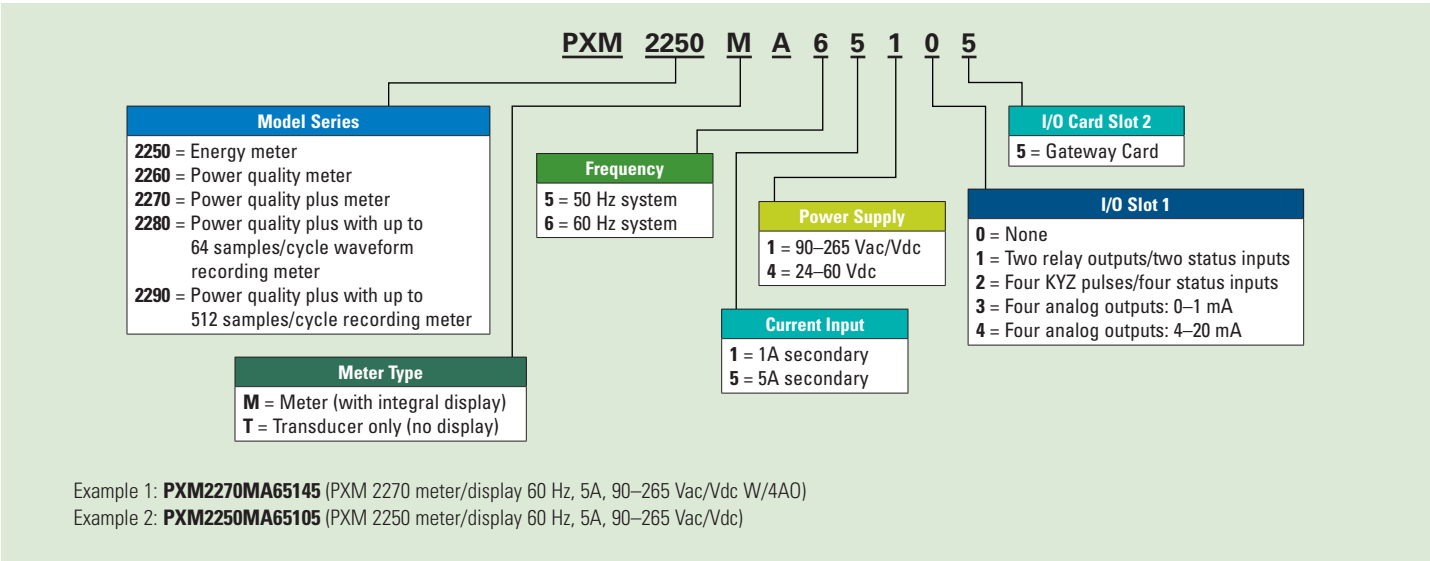 PXM 2250 M A 6 5 1 0 5
Model Series
2250 = Energy meter
2260 = Power quality meter
2270 = Power quality plus meter
2280 = Power quality plus with up to
64 samples/cycle waveform
recording meter
2290 = Power quality plus with up to
512 samples/cycle recording meter
Meter Type
M = Meter (with integral display)
T = Transducer only (no display)
Frequency
5 = 50 Hz system
6 = 60 Hz system
Current Input
1 = 1A secondary
5 = 5A secondary
Power Supply
1 = 90–265 Vac/Vdc
4 = 24–60 Vdc
I/O Slot 1
0 = None
1 = Two relay outputs/two status inputs
2 = Four KYZ pulses/four status inputs
3 = Four analog outputs: 0–1 mA
4 = Four analog outputs: 4–20 mA
I/O Card Slot 2
5 = Gateway Card
Example 1: PXM2270MA65145 (PXM 2270 meter/display 60 Hz, 5A, 90–265 Vac/Vdc W/4AO)
Example 2: PXM2250MA65105 (PXM 2250 meter/display 60 Hz, 5A, 90–265 Vac/Vdc)